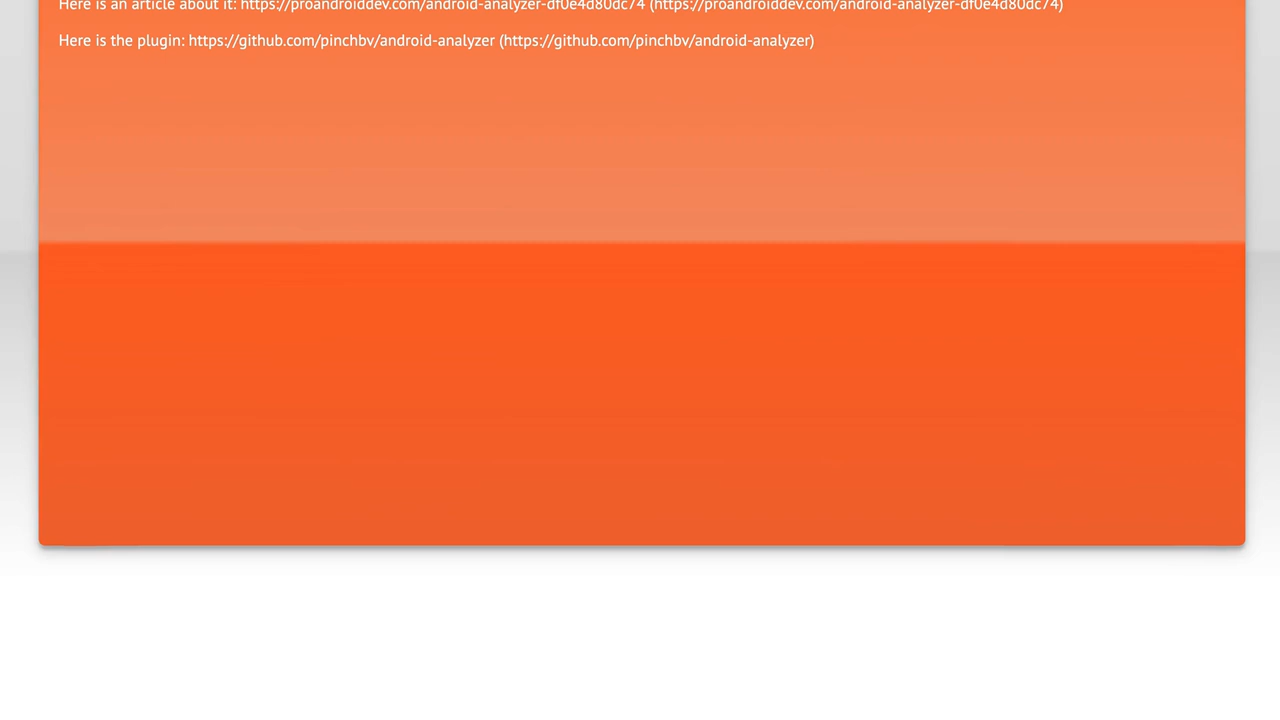 Here is an article about it: https://proandroiddev.com/android-analyzer-df0e4d80dc74 (https://proandroiddev.com/android-analyzer-df0e4d80dc74)
Here is the plugin: https://github.com/pinchbv/android-analyzer (https://github.com/pinchbv/android-analyzer)